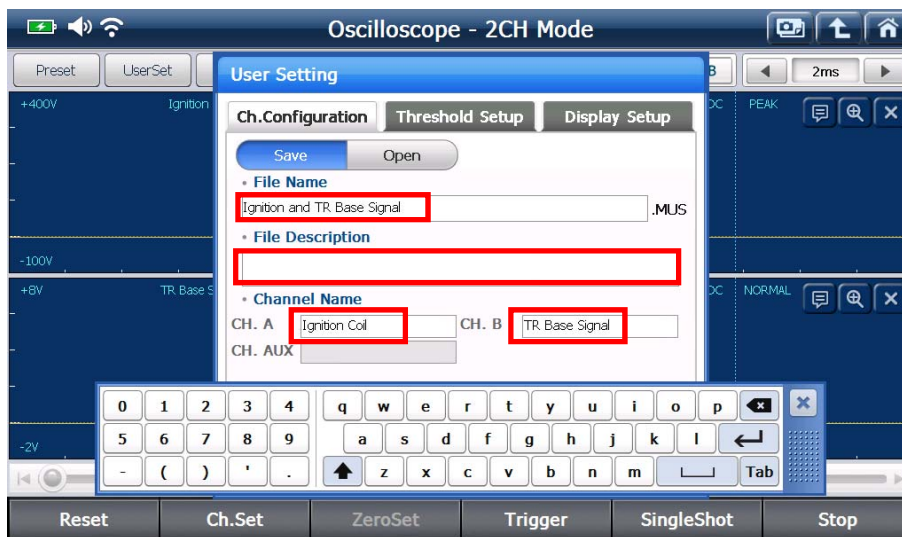 Oscilloscope - 2CH Mode
Preset UserSet B 2ms
User Setting
+400V Ignition DC PEAK
Ch.Configuration Threshold Setup Display Setup
Save Open
• File Name
Ignition and TR Base Signal .MUS
• File Description
-100V
+8V TR Base S DC NORMAL
• Channel Name
CH. A Ignition Coil CH. B TR Base Signal
CH. AUX
0 1 2 3 4 q w e r t y u i o p
5 6 7 8 9 a s d f g h j k l
-2V
- ( ) ' . z x c v b n m Tab
Reset Ch.Set ZeroSet Trigger SingleShot Stop